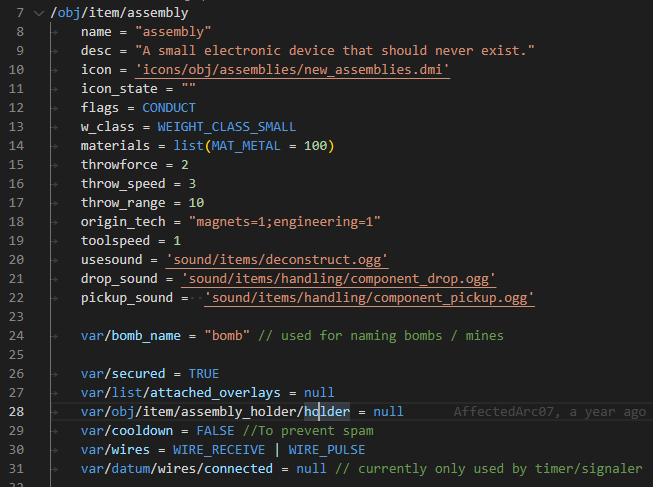 7 /obj/item/assembly
8 name = "assembly"
9 desc = "A small electronic device that should never exist."
10 icon = 'icons/obj/assemblies/new_assemblies.dmi'
11 icon_state = ""
12 flags = CONDUCT
13 w_class = WEIGHT_CLASS_SMALL
14 materials = list(MAT_METAL = 100)
15 throwforce = 2
16 throw_speed = 3
17 throw_range = 10
18 origin_tech = "magnets=1;engineering=1"
19 toolspeed = 1
20 usesound = 'sound/items/deconstruct.ogg'
21 drop_sound = 'sound/items/handling/component_drop.ogg'
22 pickup_sound =  'sound/items/handling/component_pickup.ogg'
23
24 var/bomb_name = "bomb" // used for naming bombs / mines
25
26 var/secured = TRUE
27 var/list/attached_overlays = null
28 var/obj/item/assembly_holder/holder = null AffectedArc07, a year ago
29 var/cooldown = FALSE //To prevent spam
30 var/wires = WIRE_RECEIVE | WIRE_PULSE
31 var/datum/wires/connected = null // currently only used by timer/signaler